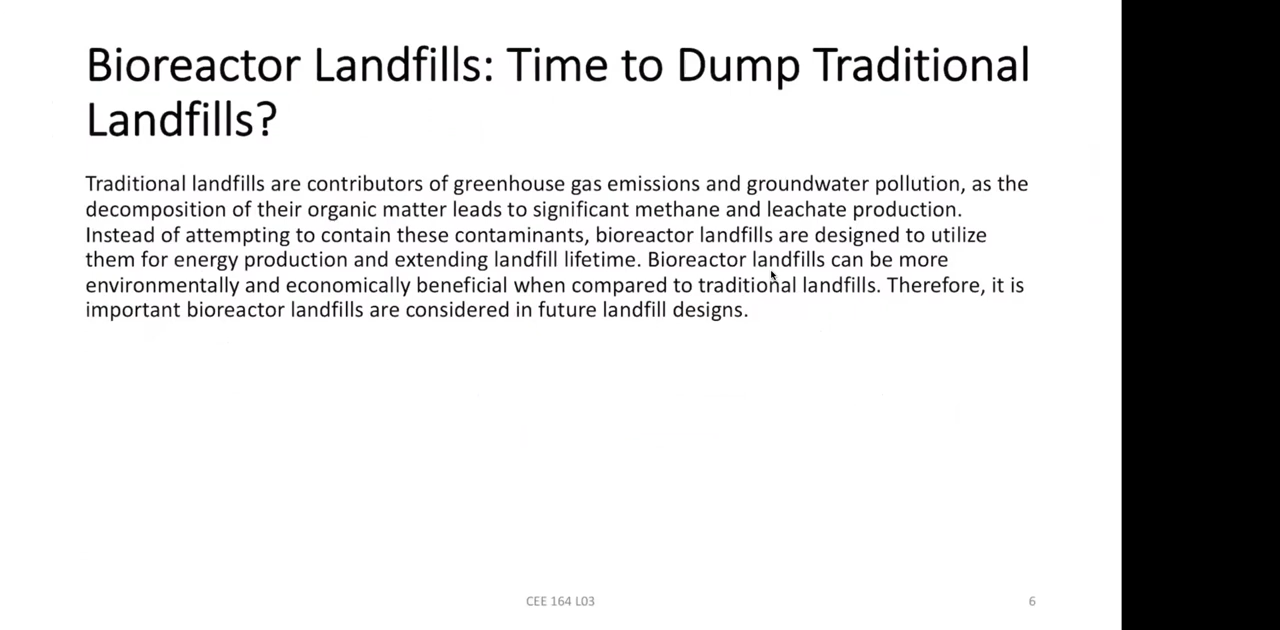 Bioreactor Landfills: Time to Dump Traditional
Landfills?
Traditional landfills are contributors of greenhouse gas emissions and groundwater pollution, as the
decomposition of their organic matter leads to significant methane and leachate production.
Instead of attempting to contain these contaminants, bioreactor landfills are designed to utilize
them for energy production and extending landfill lifetime. Bioreactor landfills can be more
environmentally and economically beneficial when compared to traditional landfills. Therefore, it is
important bioreactor landfills are considered in future landfill designs.
CEE 164 L03
6